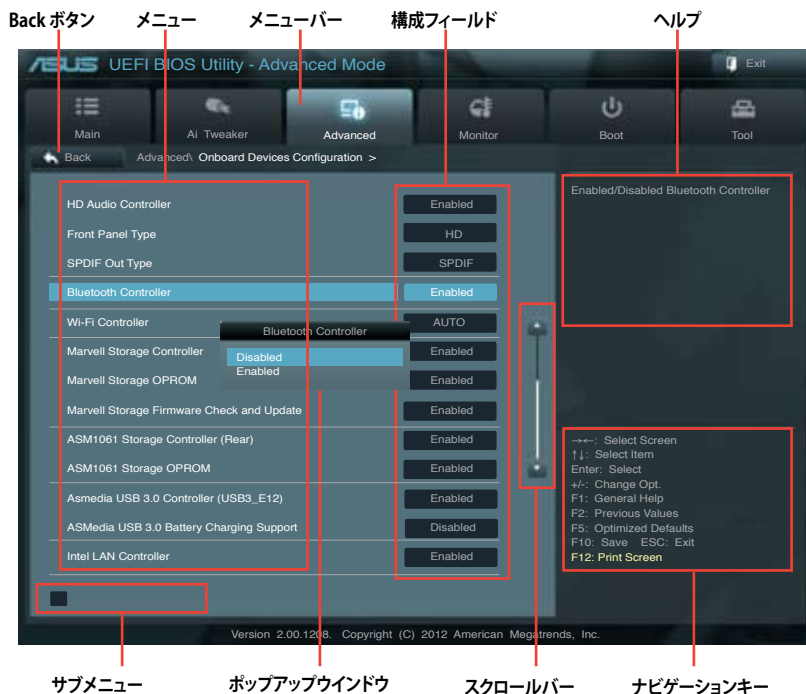 Back ボタン
メニュー
メニューバー
構成フィールド
ヘルプ
ASUS UEFI BIOS Utility - Advanced Mode
Exit
Main
Ai Tweaker
Advanced
Monitor
Boot
Tool
Back
Advanced\ Onboard Devices Configuration >
HD Audio Controller Enabled
Front Panel Type HD
SPDIF Out Type SPDIF
Bluetooth Controller Enabled
Wi-Fi Controller AUTO
Marvell Storage Controller Enabled
Marvell Storage OPROM Enabled
Marvell Storage Firmware Check and Update Enabled
ASM1061 Storage Controller (Rear) Enabled
ASM1061 Storage OPROM Enabled
Asmedia USB 3.0 Controller (USB3_E12) Enabled
ASMedia USB 3.0 Battery Charging Support Disabled
Intel LAN Controller Enabled
Bluetooth Controller
Disabled
Enabled
Enabled/Disabled Bluetooth Controller
→←: Select Screen
↑↓: Select Item
Enter: Select
+/-: Change Opt.
F1: General Help
F2: Previous Values
F5: Optimized Defaults
F10: Save ESC: Exit
F12: Print Screen
Version 2.00.1208. Copyright (C) 2012 American Megatrends, Inc.
サブメニュー
ポップアップウインドウ
スクロールバー
ナビゲーションキー